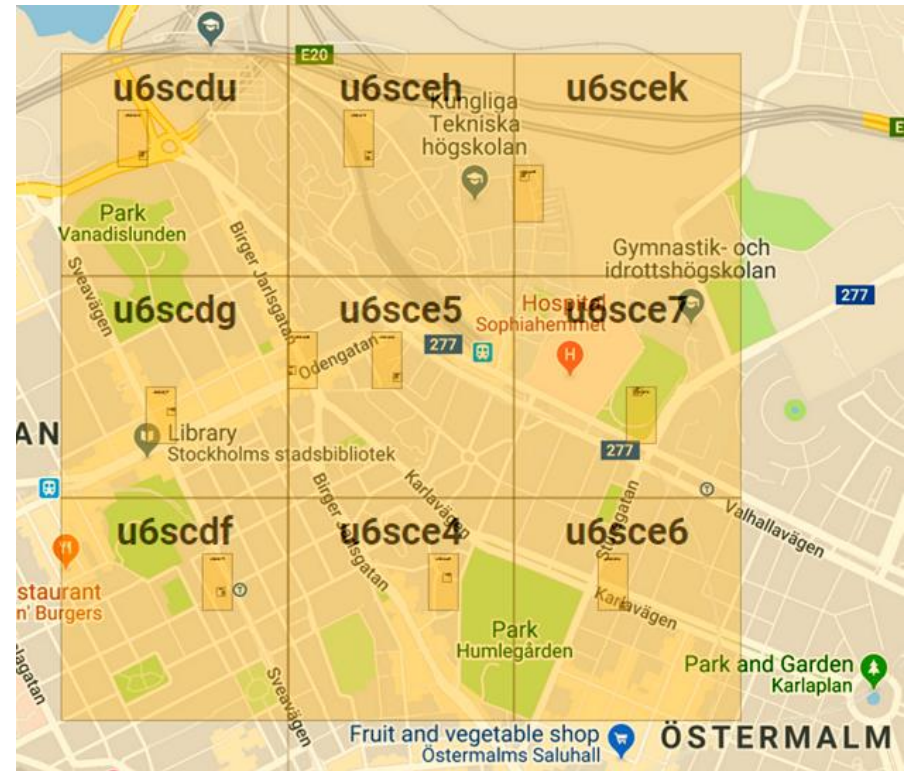 E20
u6scdu
u6sceh
u6scek
Kungliga
Tekniska
högskolan
E
Park
Vanadislunden
Birger Jarlsgatan
Gymnastik- och
idrottshögskolan
Sveavägen
u6scdg
u6sce5
Hospital
Sophiahemmet
u6sce7
277
277
Odengatan
H
AN
Library
Stockholms stadsbibliotek
277
Birger Jarlsgatan
Karlavägen
T
Valhallavägen
u6scdf
u6sce4
u6sce6
Sturegatan
staurant
n' Burgers
T
Karlavägen
Park
Humlegården
Park and Garden
Karlaplan
lagatan
Sveavägen
Fruit and vegetable shop
Östermalms Saluhall
ÖSTERMALM